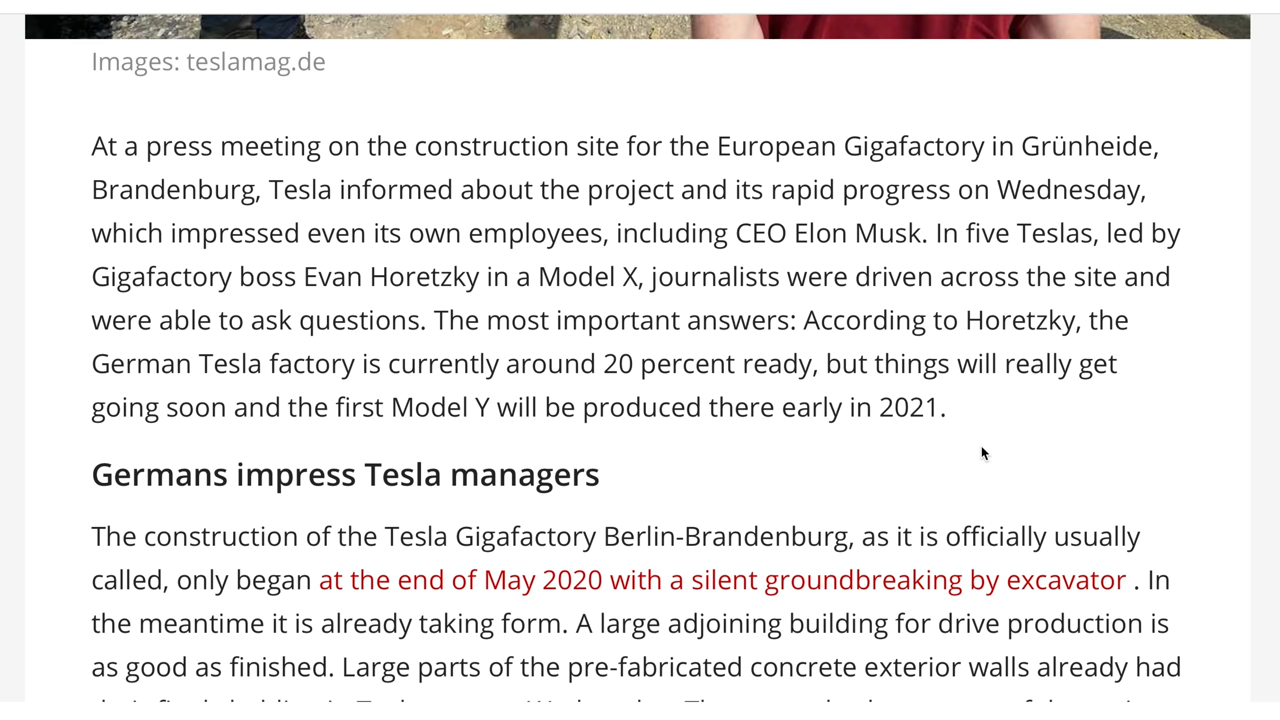 Images: teslamag.de
At a press meeting on the construction site for the European Gigafactory in Grünheide,
Brandenburg, Tesla informed about the project and its rapid progress on Wednesday,
which impressed even its own employees, including CEO Elon Musk. In five Teslas, led by
Gigafactory boss Evan Horetzky in a Model X, journalists were driven across the site and
were able to ask questions. The most important answers: According to Horetzky, the
German Tesla factory is currently around 20 percent ready, but things will really get
going soon and the first Model Y will be produced there early in 2021.
Germans impress Tesla managers
The construction of the Tesla Gigafactory Berlin-Brandenburg, as it is officially usually
called, only began at the end of May 2020 with a silent groundbreaking by excavator . In
the meantime it is already taking form. A large adjoining building for drive production is
as good as finished. Large parts of the pre-fabricated concrete exterior walls already had